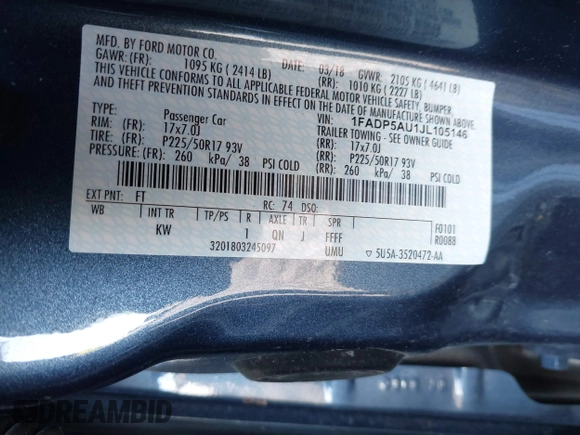 MFD. BY FORD MOTOR CO.
DATE: 03/18 GVWR: 2105 KG ( 4641 LB)
GAWR: (FR): 1095 KG ( 2414 LB) (RR): 1010 KG ( 2227 LB)
THIS VEHICLE CONFORMS TO ALL APPLICABLE FEDERAL MOTOR VEHICLE SAFETY, BUMPER,
AND THEFT PREVENTION STANDARDS IN EFFECT ON THE DATE OF MANUFACTURE SHOWN ABOVE.
VIN: 1FADP5AU1JL105146
TYPE: Passenger Car TRAILER TOWING - SEE OWNER GUIDE
RIM: (FR) 17x7.0J (RR) 17x7.0J
TIRE: (FR) P225/50R17 93V (RR) P225/50R17 93V
PRESSURE: (FR) 260 kPa/ 38 PSI COLD (RR) 260 kPa/ 38 PSI COLD
EXT PNT: FT RC: 74 DSO:
WB INT TR TP/PS R AXLE TR SPR F0101
KW 1 QN J FFFF R0088
3201803245097 UMU ▽ 5U5A-3520472-AA
DREAMBID